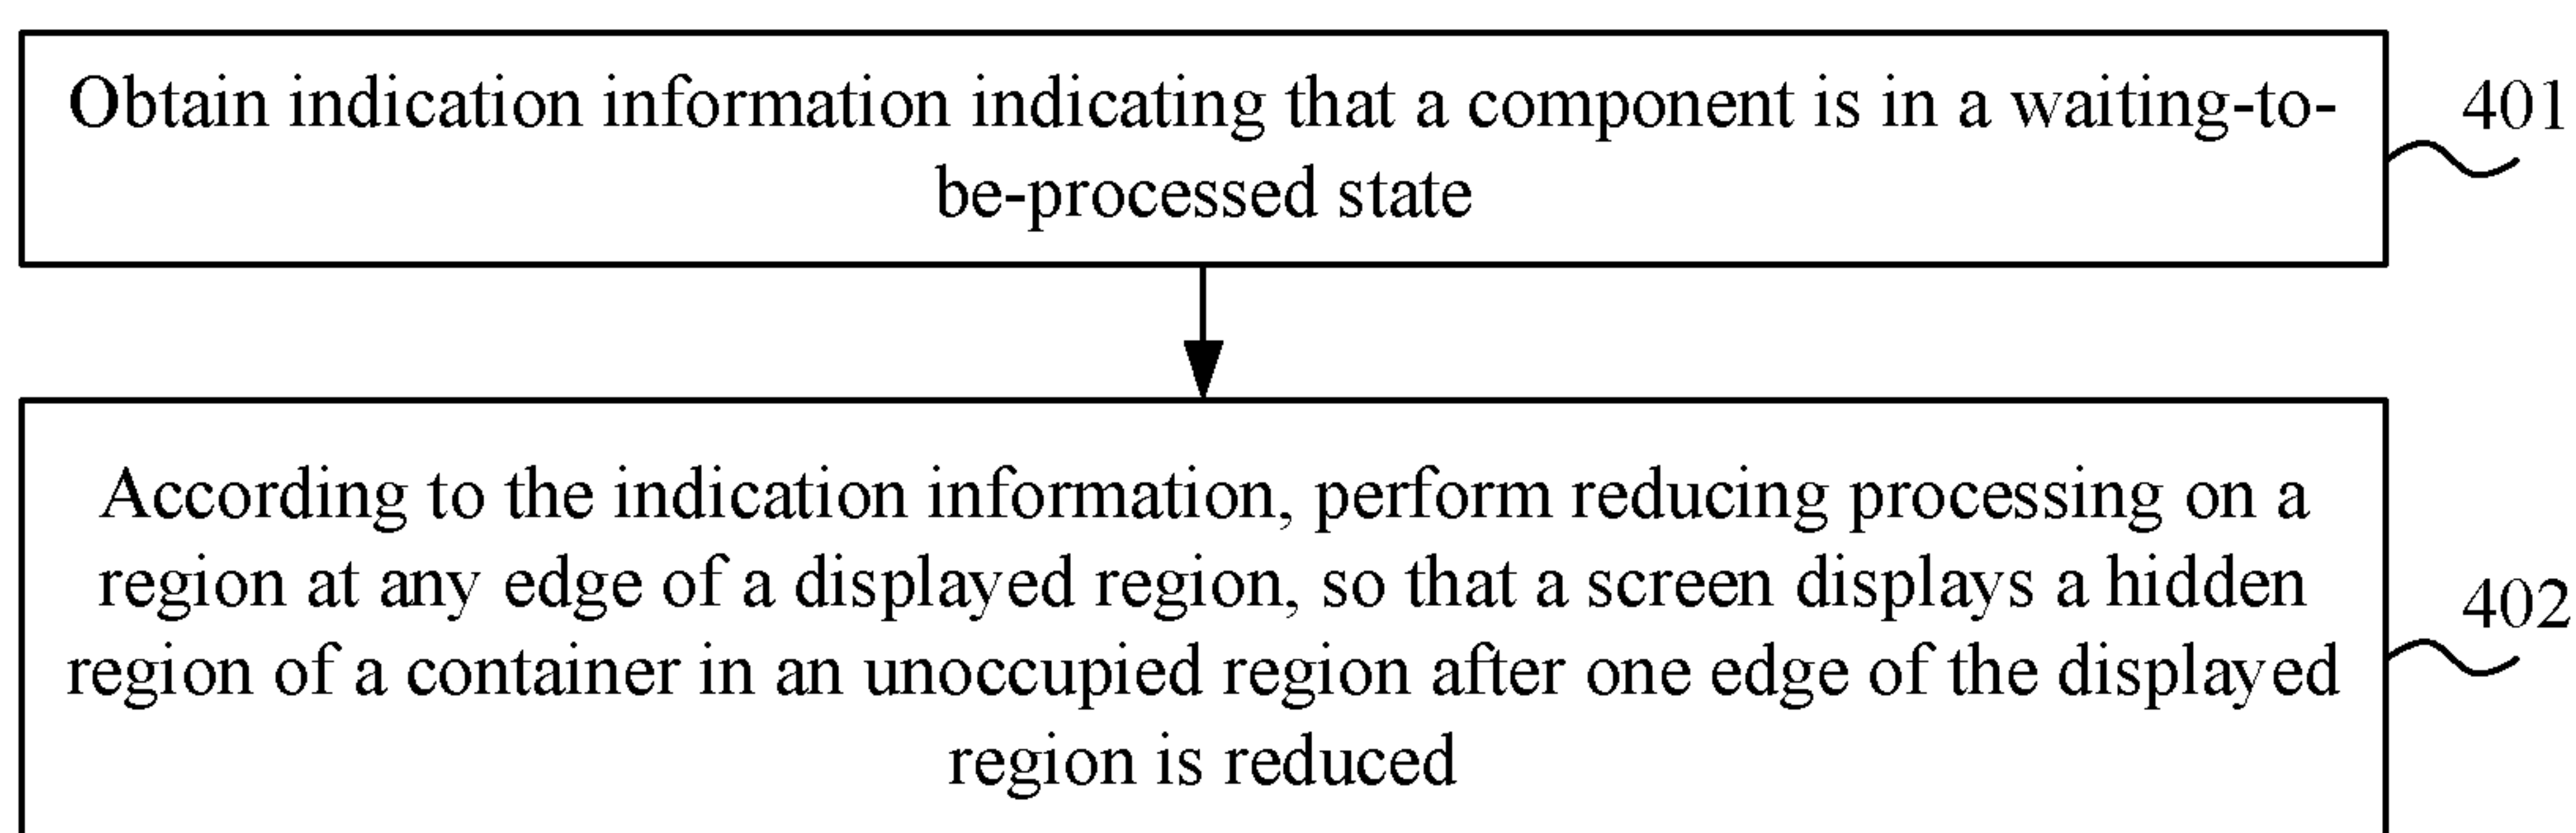 Obtain indication information indicating that a component is in a waiting-to-
be-processed state
401
According to the indication information, perform reducing processing on a
region at any edge of a displayed region, so that a screen displays a hidden
region of a container in an unoccupied region after one edge of the displayed
region is reduced
402